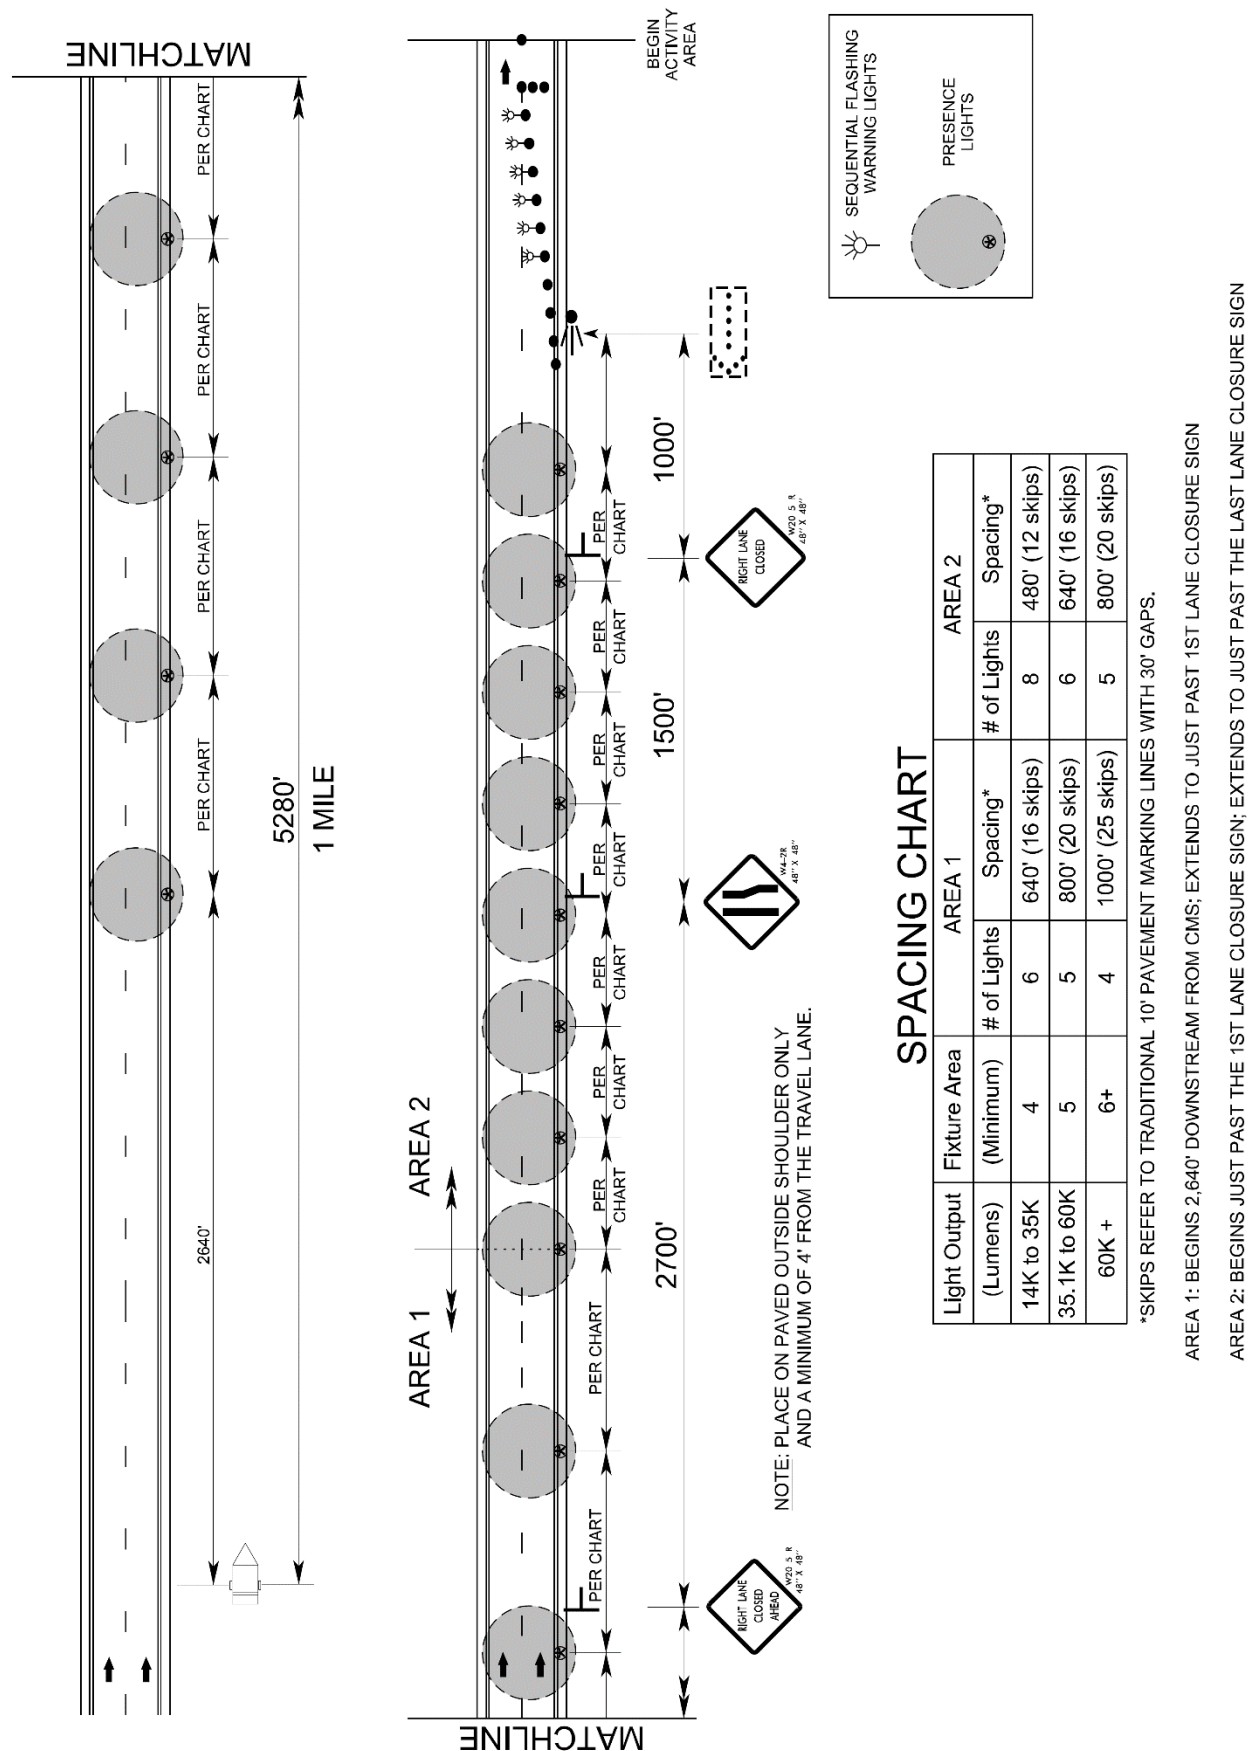 MATCHLINE
PER CHART
PER CHART
PER CHART
PER CHART
2640'
5280'
1 MILE
MATCHLINE
BEGIN
ACTIVITY
AREA
AREA 1
AREA 2
PER CHART
PER CHART
PER
CHART
PER
CHART
PER
CHART
PER
CHART
PER
CHART
PER
CHART
PER
CHART
2700'
1500'
1000'
RIGHT LANE
CLOSED
AHEAD
W20 5 R
48" X 48"
W4-2R
48" X 48"
RIGHT LANE
CLOSED
W20 5 R
48" X 48"
NOTE: PLACE ON PAVED OUTSIDE SHOULDER ONLY
AND A MINIMUM OF 4' FROM THE TRAVEL LANE.
SEQUENTIAL FLASHING
WARNING LIGHTS
PRESENCE
LIGHTS
SPACING CHART
Light Output Fixture Area AREA 1 AREA 2
(Lumens) (Minimum) # of Lights Spacing* # of Lights Spacing*
14K to 35K 4 6 640' (16 skips) 8 480' (12 skips)
35.1K to 60K 5 5 800' (20 skips) 6 640' (16 skips)
60K + 6+ 4 1000' (25 skips) 5 800' (20 skips)
*SKIPS REFER TO TRADITIONAL 10' PAVEMENT MARKING LINES WITH 30' GAPS.
AREA 1: BEGINS 2,640' DOWNSTREAM FROM CMS; EXTENDS TO JUST PAST 1ST LANE CLOSURE SIGN
AREA 2: BEGINS JUST PAST THE 1ST LANE CLOSURE SIGN; EXTENDS TO JUST PAST THE LAST LANE CLOSURE SIGN